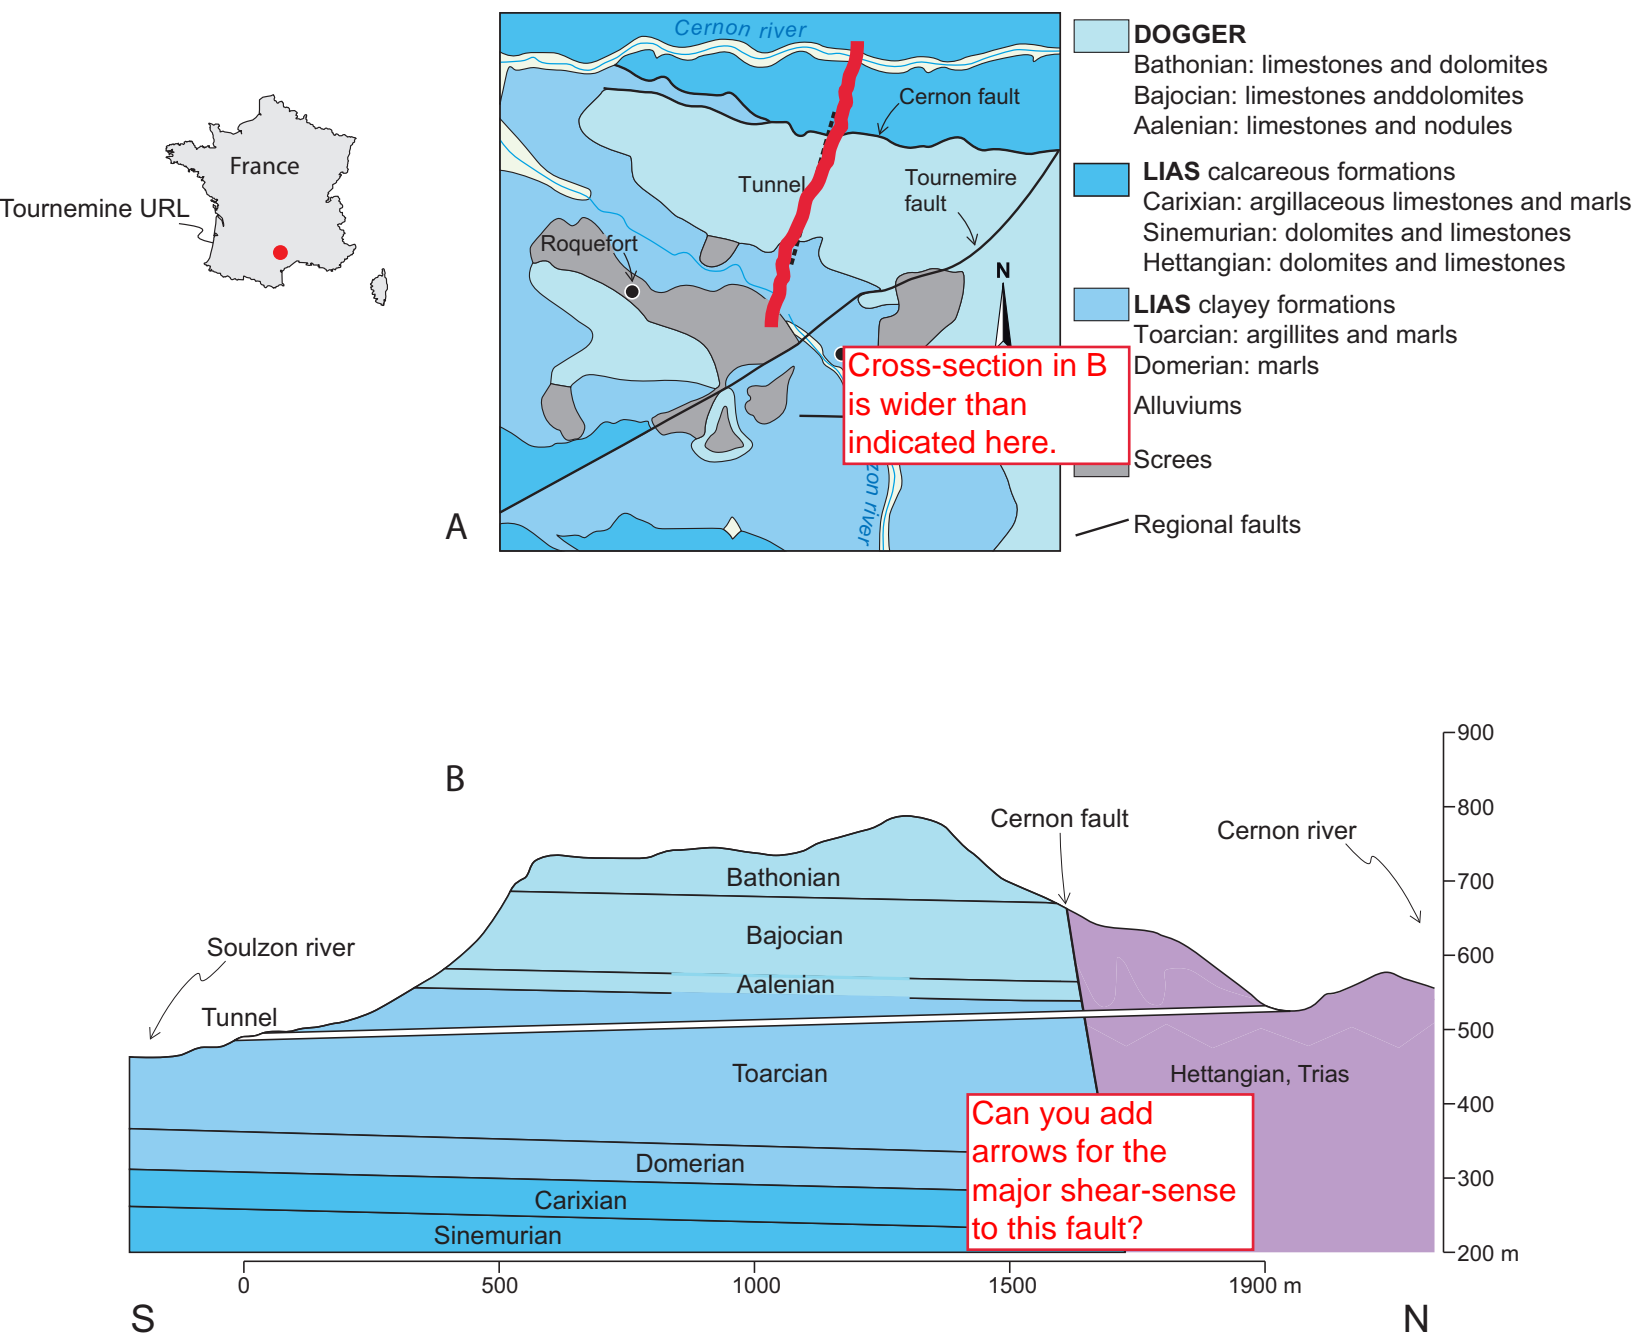 France
Tournemine URL
Cernon river
Cernon fault
Tunnel
Tournemire
fault
Roquefort
N
Cross-section in B
is wider than
indicated here.
zon river
A
DOGGER
Bathonian: limestones and dolomites
Bajocian: limestones anddolomites
Aalenian: limestones and nodules
LIAS calcareous formations
Carixian: argillaceous limestones and marls
Sinemurian: dolomites and limestones
Hettangian: dolomites and limestones
LIAS clayey formations
Toarcian: argillites and marls
Domerian: marls
Alluviums
Screes
Regional faults
B
Cernon fault
Cernon river
Soulzon river
Tunnel
Bathonian
Bajocian
Aalenian
Toarcian
Domerian
Carixian
Sinemurian
Hettangian, Trias
Can you add
arrows for the
major shear-sense
to this fault?
900
800
700
600
500
400
300
200 m
0
500
1000
1500
1900 m
S
N